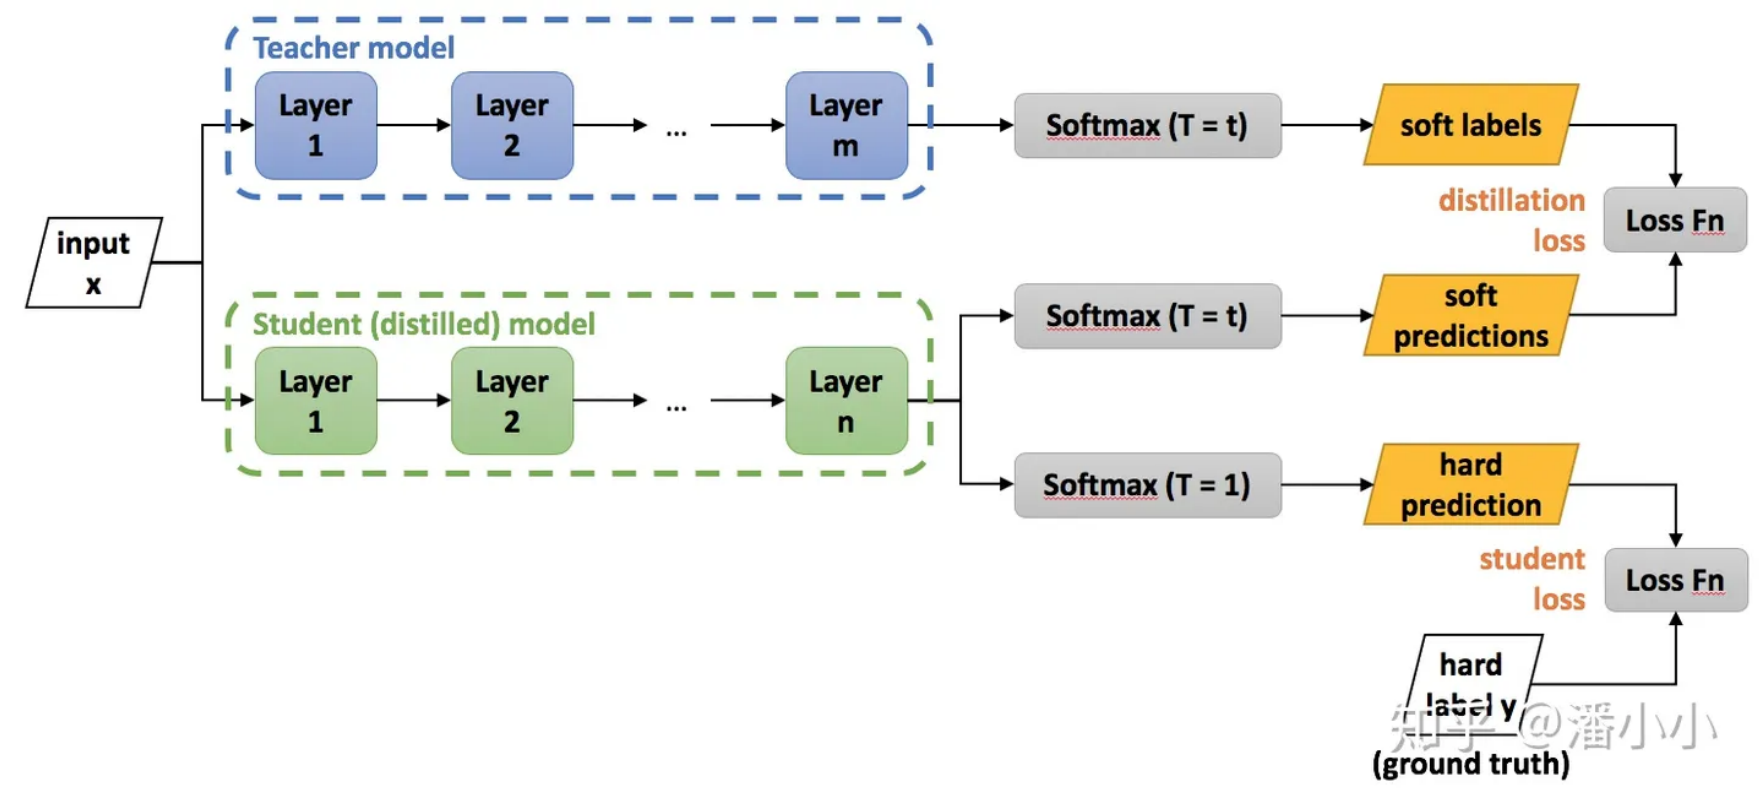 Teacher model
Layer
1
Layer
2
...
Layer
m
Softmax (T = t)
soft labels
distillation
loss
Loss Fn
input
x
Student (distilled) model
Layer
1
Layer
2
...
Layer
n
Softmax (T = t)
soft
predictions
Softmax (T = 1)
hard
prediction
student
loss
Loss Fn
hard
label y
(ground truth)
知乎 @潘小小